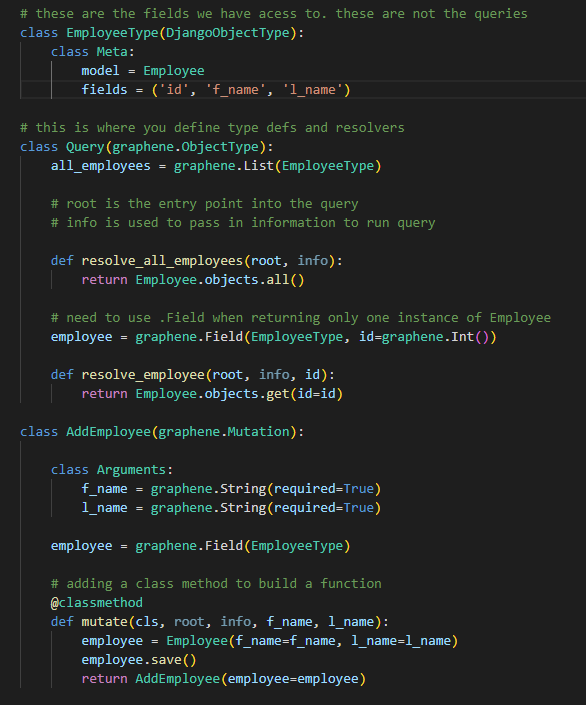 # these are the fields we have acess to. these are not the queries
class EmployeeType(DjangoObjectType):
    class Meta:
        model = Employee
        fields = ('id', 'f_name', 'l_name')

# this is where you define type defs and resolvers
class Query(graphene.ObjectType):
    all_employees = graphene.List(EmployeeType)

    # root is the entry point into the query
    # info is used to pass in information to run query

    def resolve_all_employees(root, info):
        return Employee.objects.all()

    # need to use .Field when returning only one instance of Employee
    employee = graphene.Field(EmployeeType, id=graphene.Int())

    def resolve_employee(root, info, id):
        return Employee.objects.get(id=id)

class AddEmployee(graphene.Mutation):

    class Arguments:
        f_name = graphene.String(required=True)
        l_name = graphene.String(required=True)

    employee = graphene.Field(EmployeeType)

    # adding a class method to build a function
    @classmethod
    def mutate(cls, root, info, f_name, l_name):
        employee = Employee(f_name=f_name, l_name=l_name)
        employee.save()
        return AddEmployee(employee=employee)